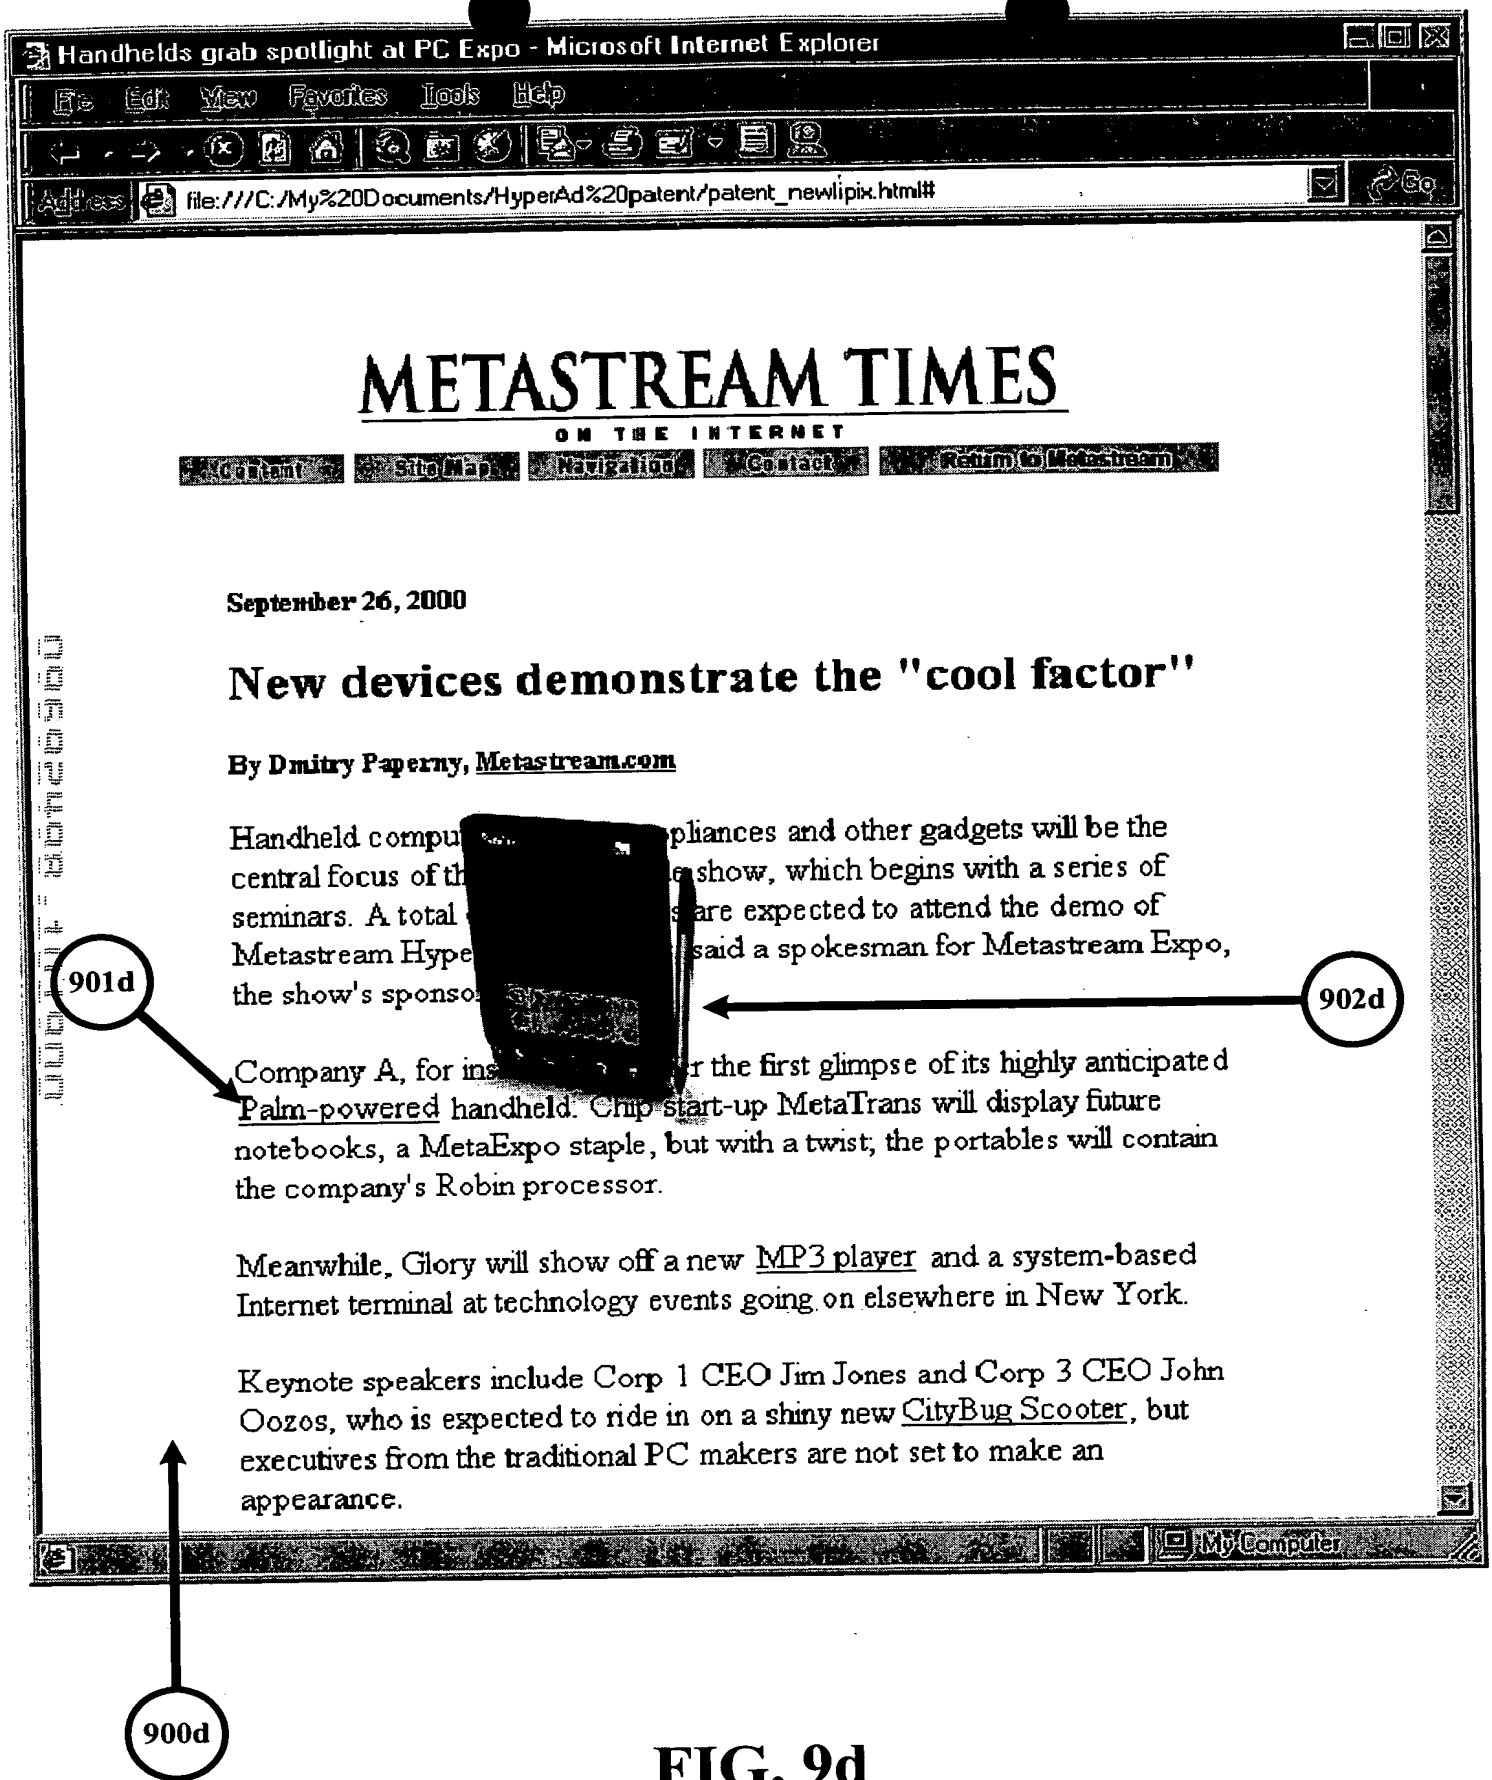 Handhelds grab spotlight at PC Expo - Microsoft Internet Explorer
File Edit View Favorites Tools Help
Address file:///C:/My%20Documents/HyperAd%20patent/patent_newlipix.html# Go
METASTREAM TIMES
ON THE INTERNET
Content Site Map Navigation Contact Return to Metastream
September 26, 2000
New devices demonstrate the "cool factor"
By Dmitry Paperny, Metastream.com
Handheld compu pliances and other gadgets will be the
central focus of th e show, which begins with a series of
seminars. A total s are expected to attend the demo of
Metastream Hype said a spokesman for Metastream Expo,
the show's sponso
901d
902d
Company A, for ins r the first glimpse of its highly anticipated
Palm-powered handheld. Chip start-up MetaTrans will display future
notebooks, a MetaExpo staple, but with a twist; the portables will contain
the company's Robin processor.
Meanwhile, Glory will show off a new MP3 player and a system-based
Internet terminal at technology events going on elsewhere in New York.
Keynote speakers include Corp 1 CEO Jim Jones and Corp 3 CEO John
Oozos, who is expected to ride in on a shiny new CityBug Scooter, but
executives from the traditional PC makers are not set to make an
appearance.
My Computer
900d
FIG. 9d